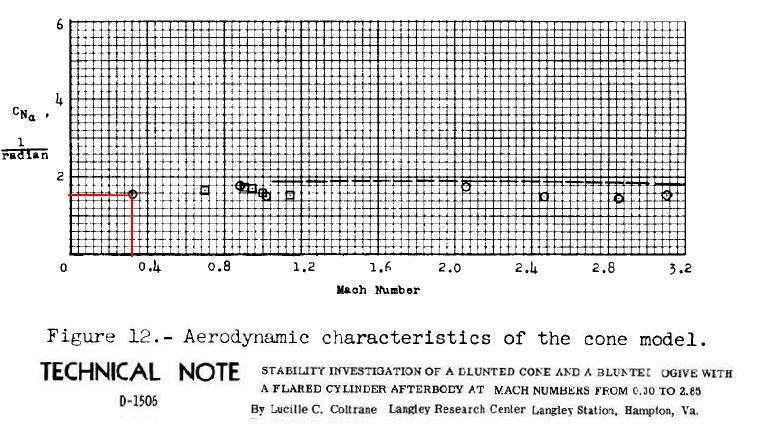 6
4
CNα ,
1
radian
2
0 0.4 0.8 1.2 1.6 2.0 2.4 2.8 3.2
Mach Number
Figure 12.- Aerodynamic characteristics of the cone model.
TECHNICAL NOTE
D-1506
STABILITY INVESTIGATION OF A BLUNTED CONE AND A BLUNTED OGIVE WITH
A FLARED CYLINDER AFTERBODY AT MACH NUMBERS FROM 0.30 TO 2.85
By Lucille C. Coltrane Langley Research Center Langley Station, Hampton, Va.